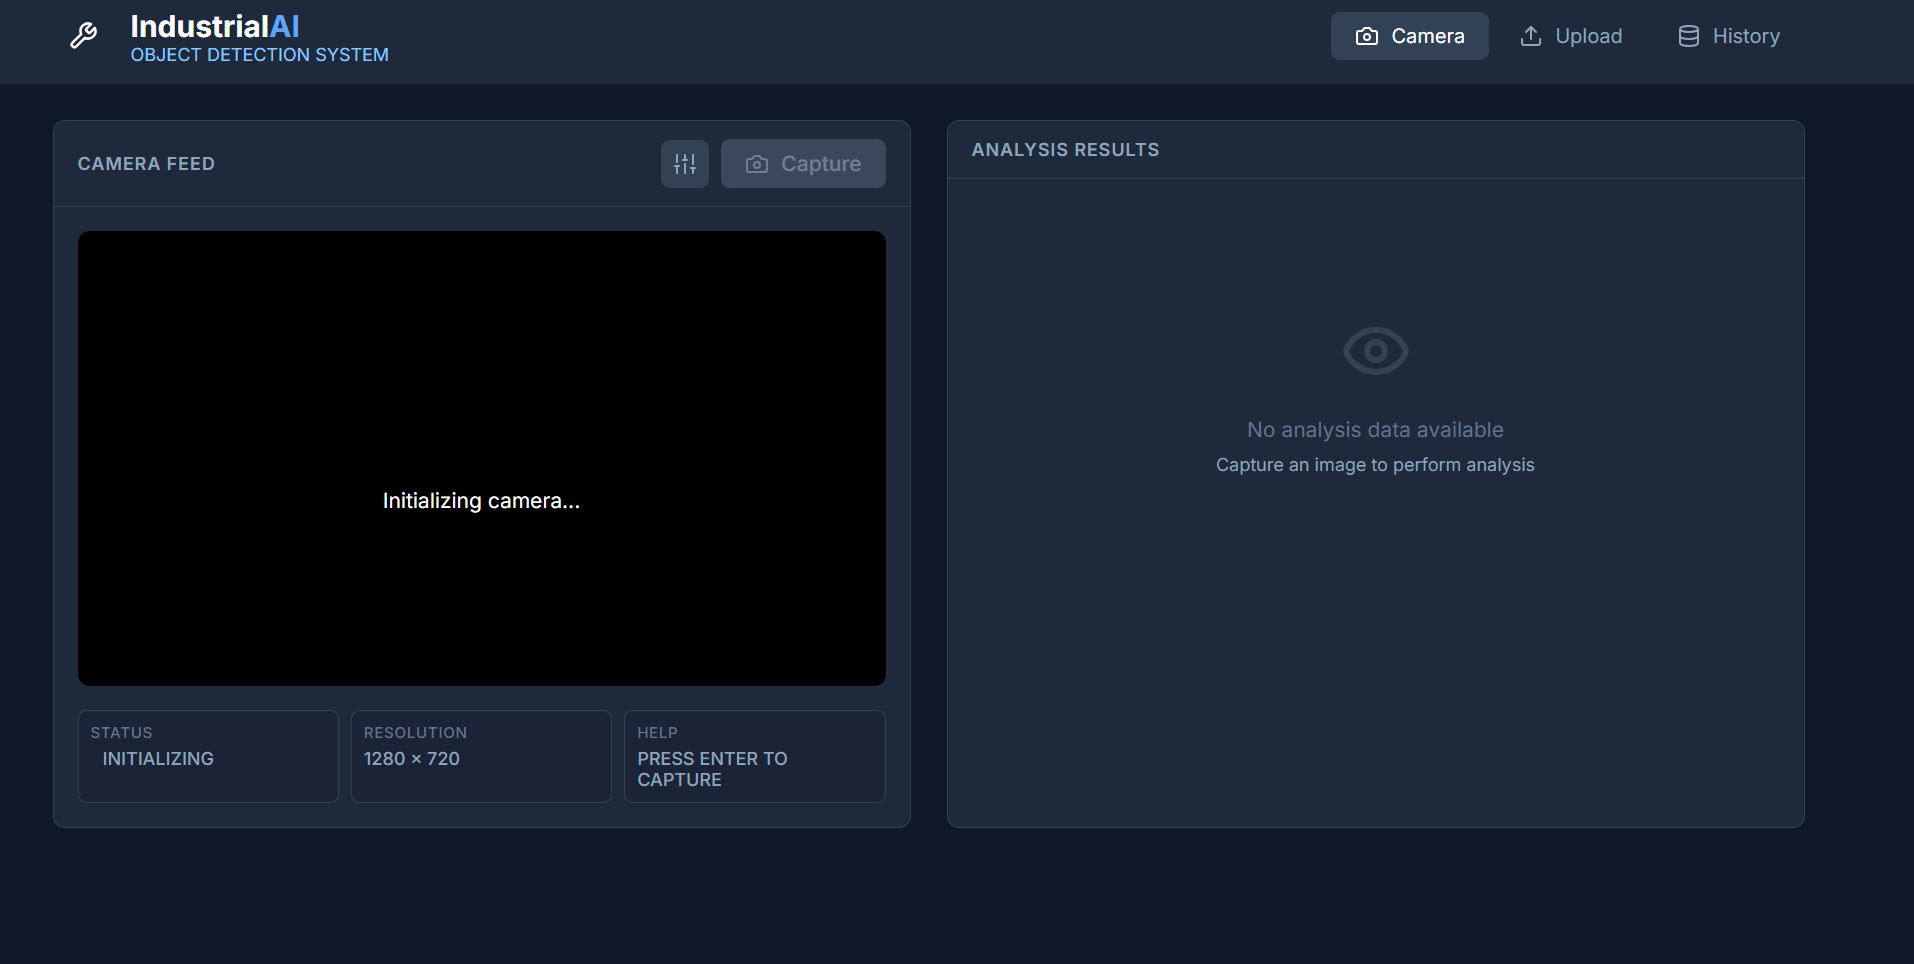 IndustrialAI
OBJECT DETECTION SYSTEM
Camera
Upload
History
CAMERA FEED
Capture
Initializing camera...
STATUS
INITIALIZING
RESOLUTION
1280 × 720
HELP
PRESS ENTER TO
CAPTURE
ANALYSIS RESULTS
No analysis data available
Capture an image to perform analysis